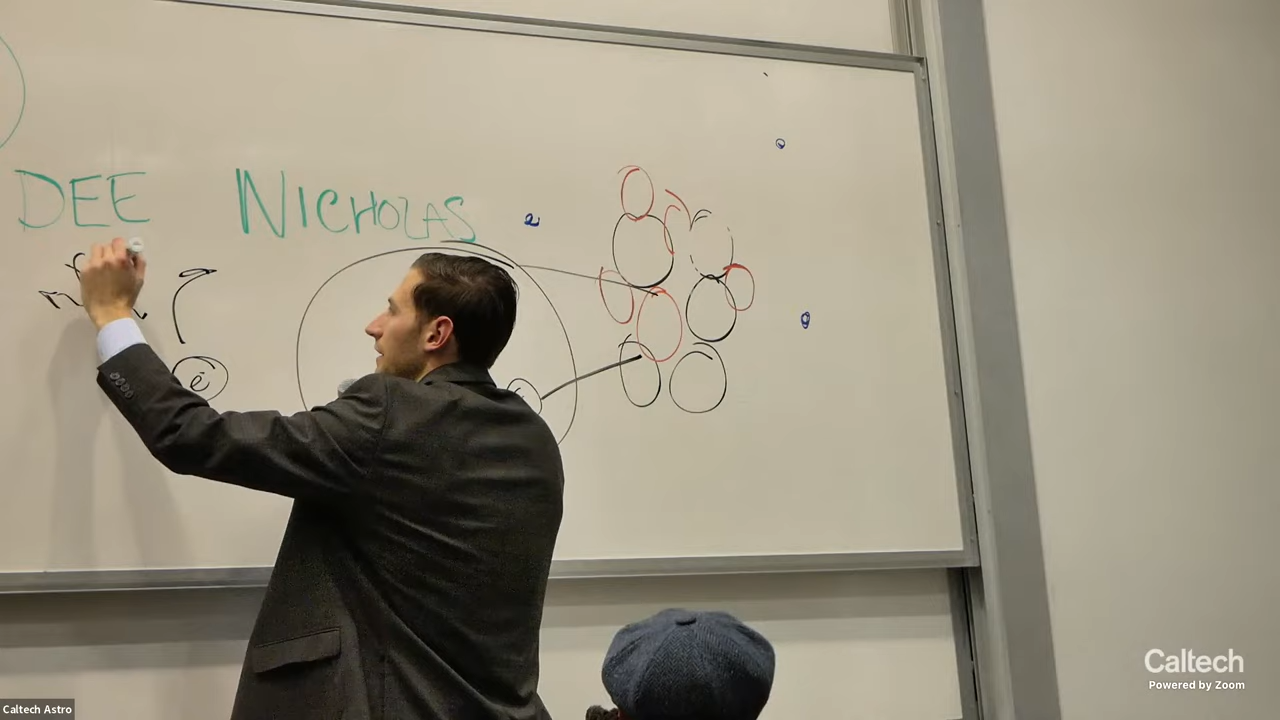 DEE NICHOLAS
e
e
e
Caltech
Powered by Zoom
Caltech Astro